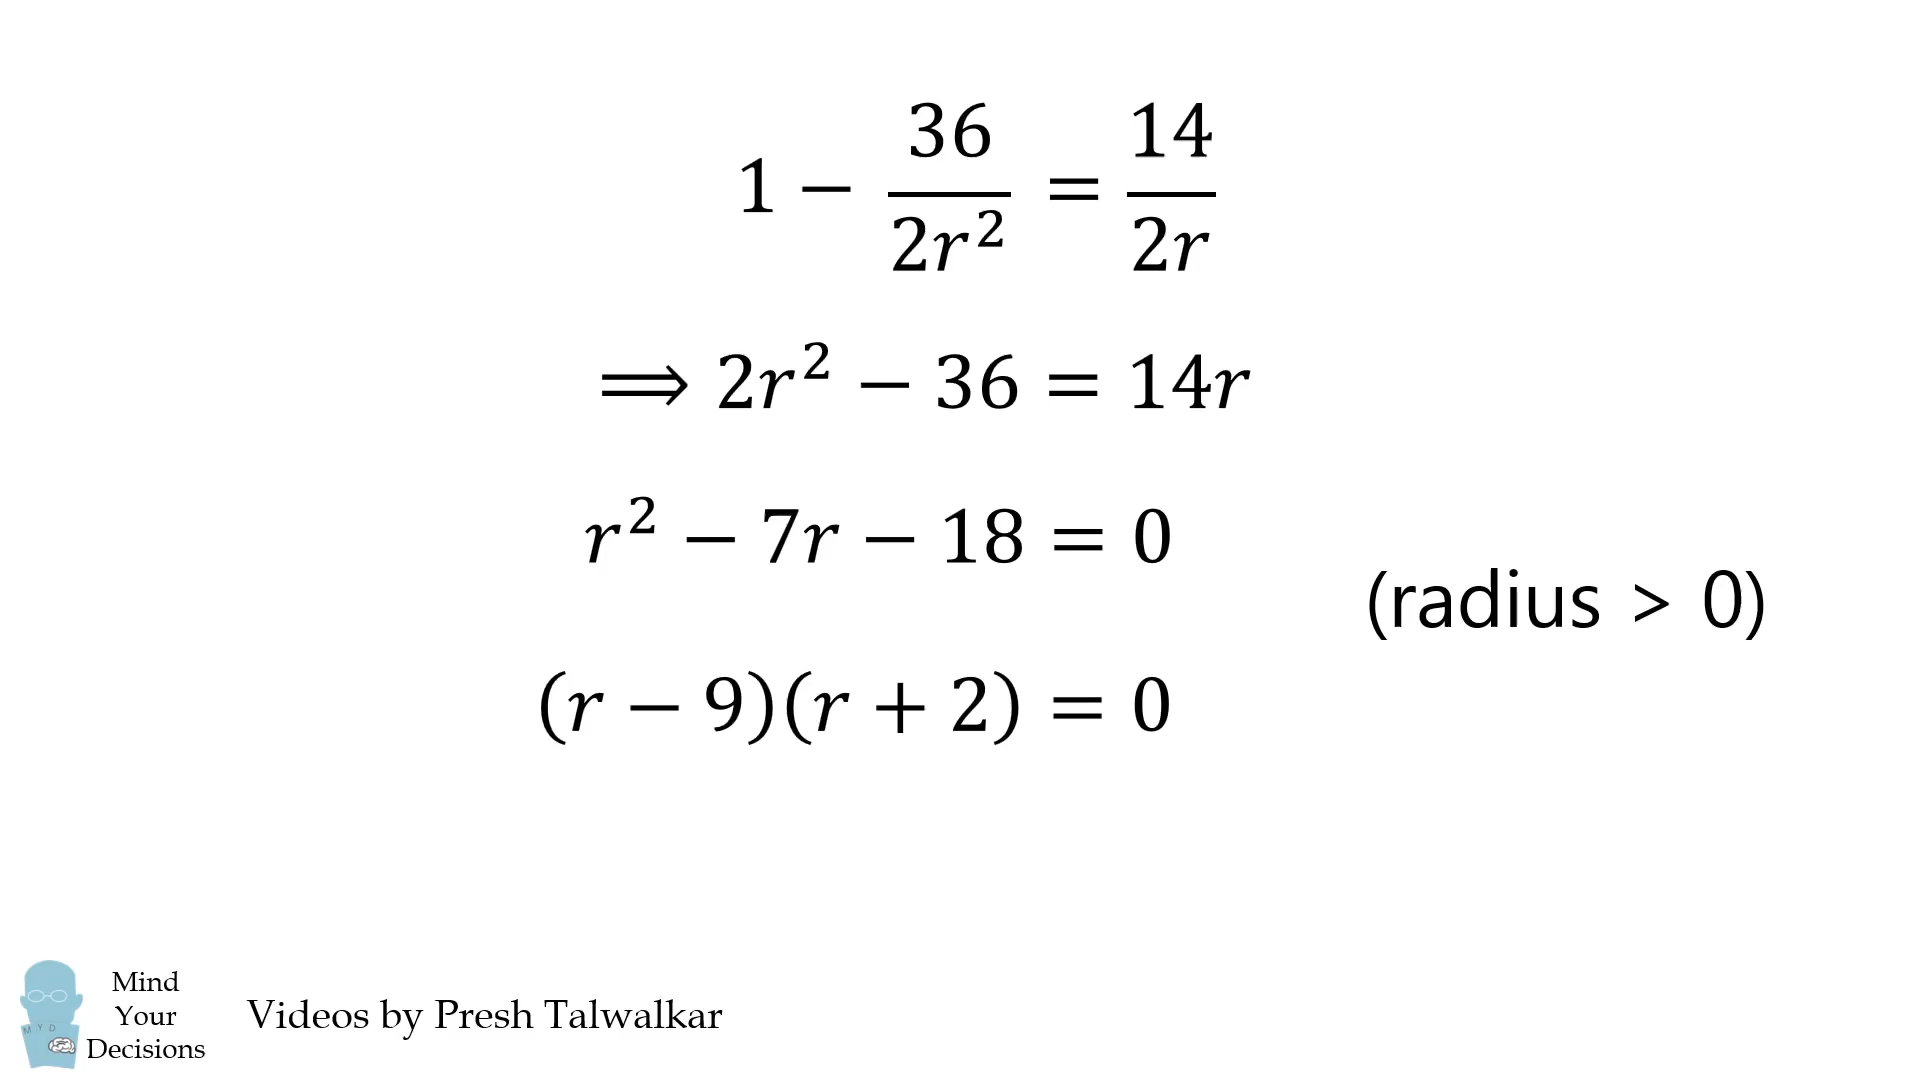 1 − 36/2r² = 14/2r
⟹ 2r² − 36 = 14r
r² − 7r − 18 = 0
(radius > 0)
(r − 9)(r + 2) = 0
M Y D
Mind
Your
Decisions
Videos by Presh Talwalkar